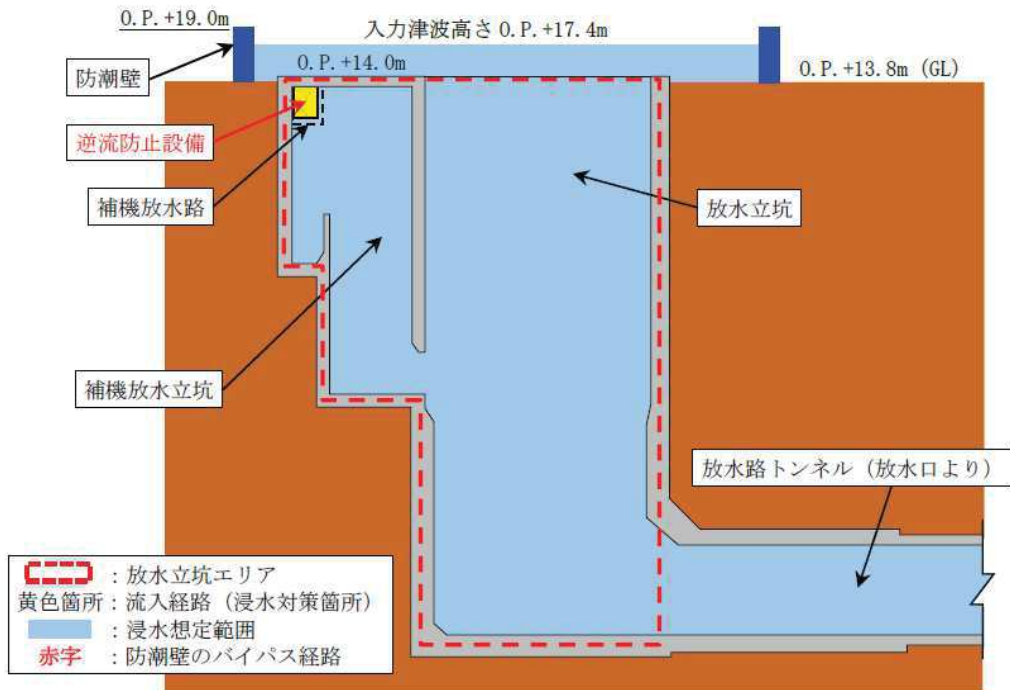 O.P.+19.0m
入力津波高さ O.P.+17.4m
O.P.+14.0m
O.P.+13.8m (GL)
防潮壁
逆流防止設備
補機放水路
放水立坑
補機放水立坑
放水路トンネル（放水口より）
：放水立坑エリア
黄色箇所：流入経路（浸水対策箇所）
：浸水想定範囲
赤字：防潮壁のバイパス経路